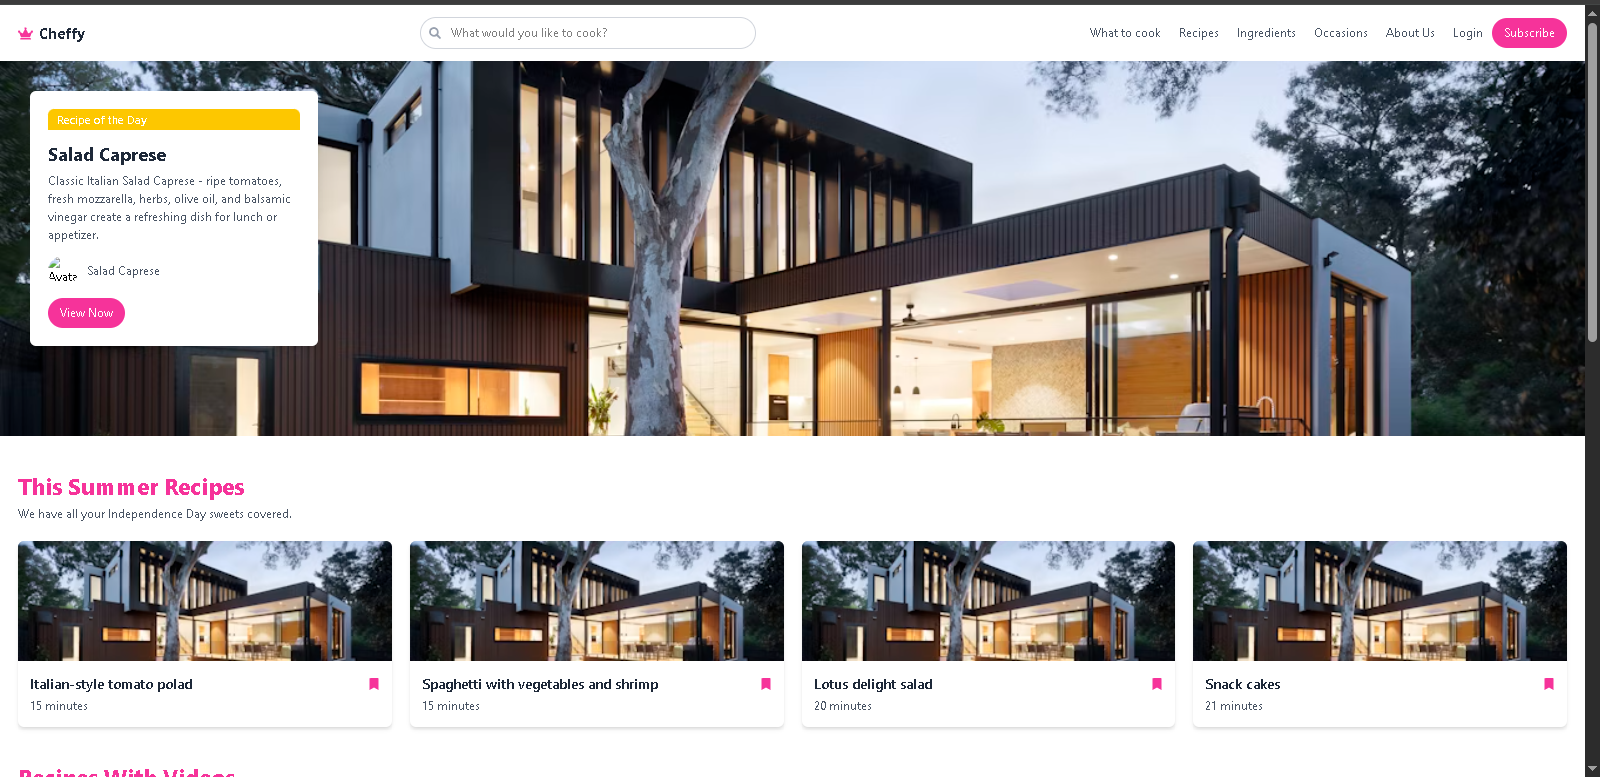 Cheffy
What would you like to cook?
What to cook
Recipes
Ingredients
Occasions
About Us
Login
Subscribe
Recipe of the Day
Salad Caprese
Classic Italian Salad Caprese - ripe tomatoes,
fresh mozzarella, herbs, olive oil, and balsamic
vinegar create a refreshing dish for lunch or
appetizer.
Avata
Salad Caprese
View Now
This Summer Recipes
We have all your Independence Day sweets covered.
Italian-style tomato polad
15 minutes
Spaghetti with vegetables and shrimp
15 minutes
Lotus delight salad
20 minutes
Snack cakes
21 minutes
Recipes With Videos